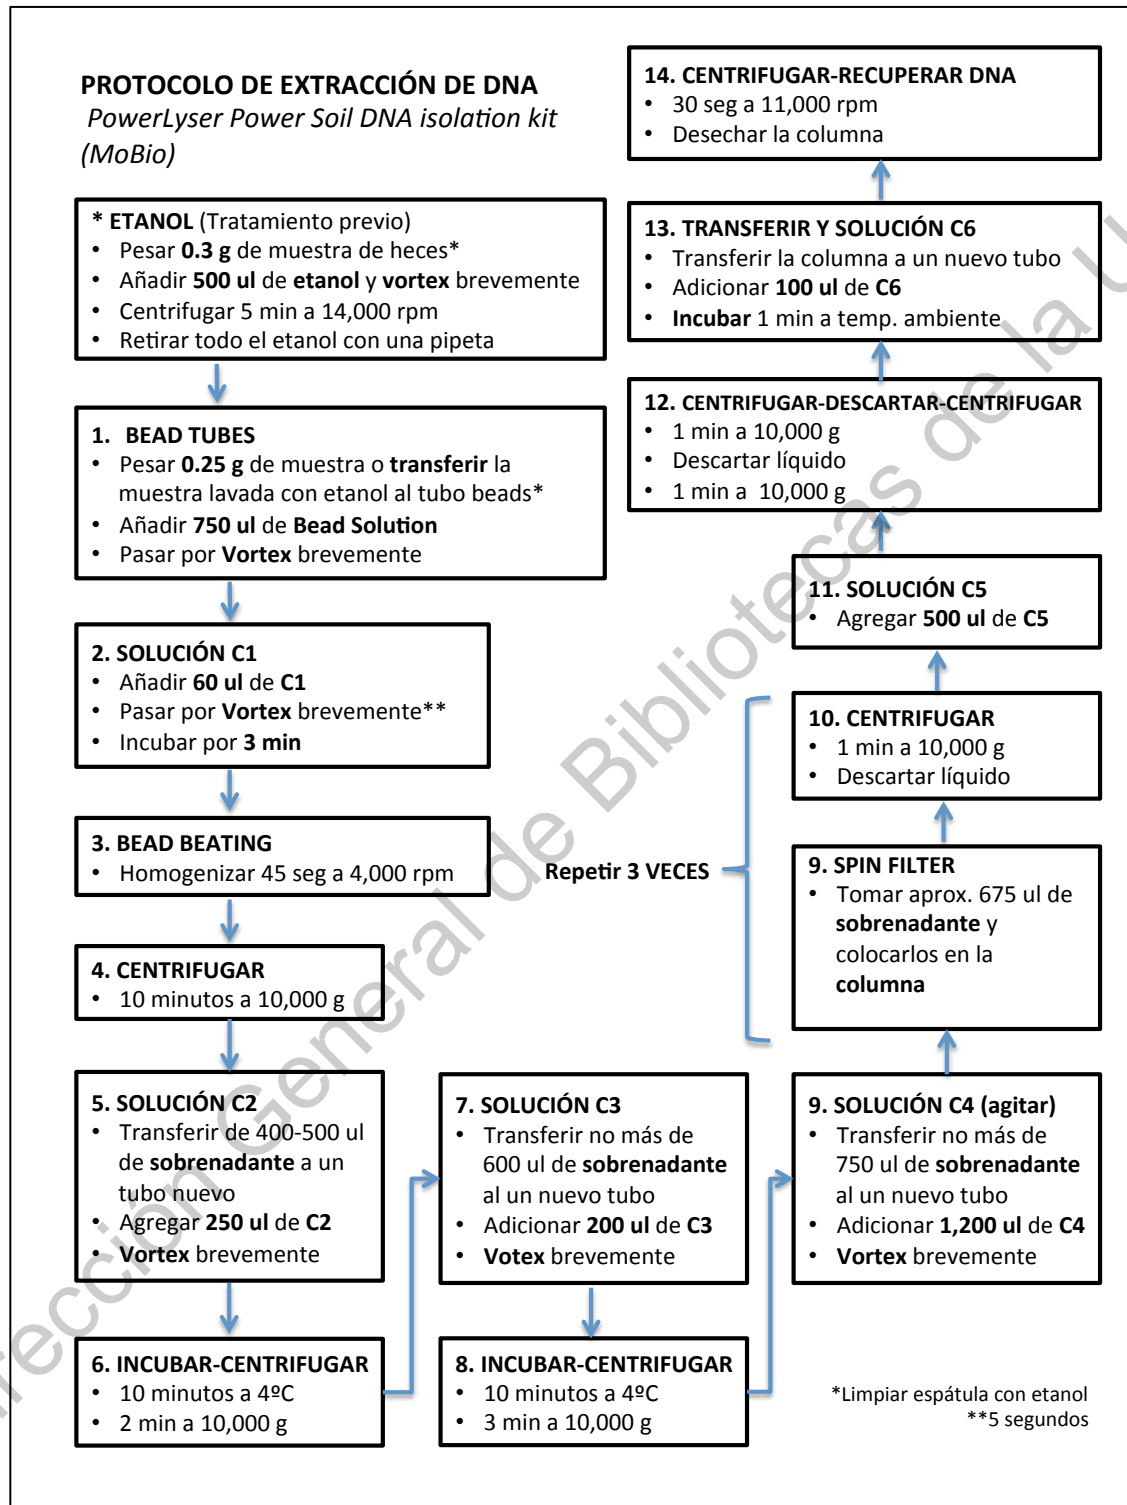 PROTOCOLO DE EXTRACCIÓN DE DNA
PowerLyser Power Soil DNA isolation kit
(MoBio)
* ETANOL (Tratamiento previo)
• Pesar 0.3 g de muestra de heces*
• Añadir 500 ul de etanol y vortex brevemente
• Centrifugar 5 min a 14,000 rpm
• Retirar todo el etanol con una pipeta
1. BEAD TUBES
• Pesar 0.25 g de muestra o transferir la
muestra lavada con etanol al tubo beads*
• Añadir 750 ul de Bead Solution
• Pasar por Vortex brevemente
2. SOLUCIÓN C1
• Añadir 60 ul de C1
• Pasar por Vortex brevemente**
• Incubar por 3 min
3. BEAD BEATING
• Homogenizar 45 seg a 4,000 rpm
4. CENTRIFUGAR
• 10 minutos a 10,000 g
5. SOLUCIÓN C2
• Transferir de 400-500 ul
de sobrenadante a un
tubo nuevo
• Agregar 250 ul de C2
• Vortex brevemente
6. INCUBAR-CENTRIFUGAR
• 10 minutos a 4ºC
• 2 min a 10,000 g
7. SOLUCIÓN C3
• Transferir no más de
600 ul de sobrenadante
al un nuevo tubo
• Adicionar 200 ul de C3
• Votex brevemente
8. INCUBAR-CENTRIFUGAR
• 10 minutos a 4ºC
• 3 min a 10,000 g
9. SOLUCIÓN C4 (agitar)
• Transferir no más de
750 ul de sobrenadante
al un nuevo tubo
• Adicionar 1,200 ul de C4
• Vortex brevemente
9. SPIN FILTER
• Tomar aprox. 675 ul de
sobrenadante y
colocarlos en la
columna
Repetir 3 VECES
10. CENTRIFUGAR
• 1 min a 10,000 g
• Descartar líquido
11. SOLUCIÓN C5
• Agregar 500 ul de C5
12. CENTRIFUGAR-DESCARTAR-CENTRIFUGAR
• 1 min a 10,000 g
• Descartar líquido
• 1 min a 10,000 g
13. TRANSFERIR Y SOLUCIÓN C6
• Transferir la columna a un nuevo tubo
• Adicionar 100 ul de C6
• Incubar 1 min a temp. ambiente
14. CENTRIFUGAR-RECUPERAR DNA
• 30 seg a 11,000 rpm
• Desechar la columna
*Limpiar espátula con etanol
**5 segundos
rección General de Bibliotecas de la U